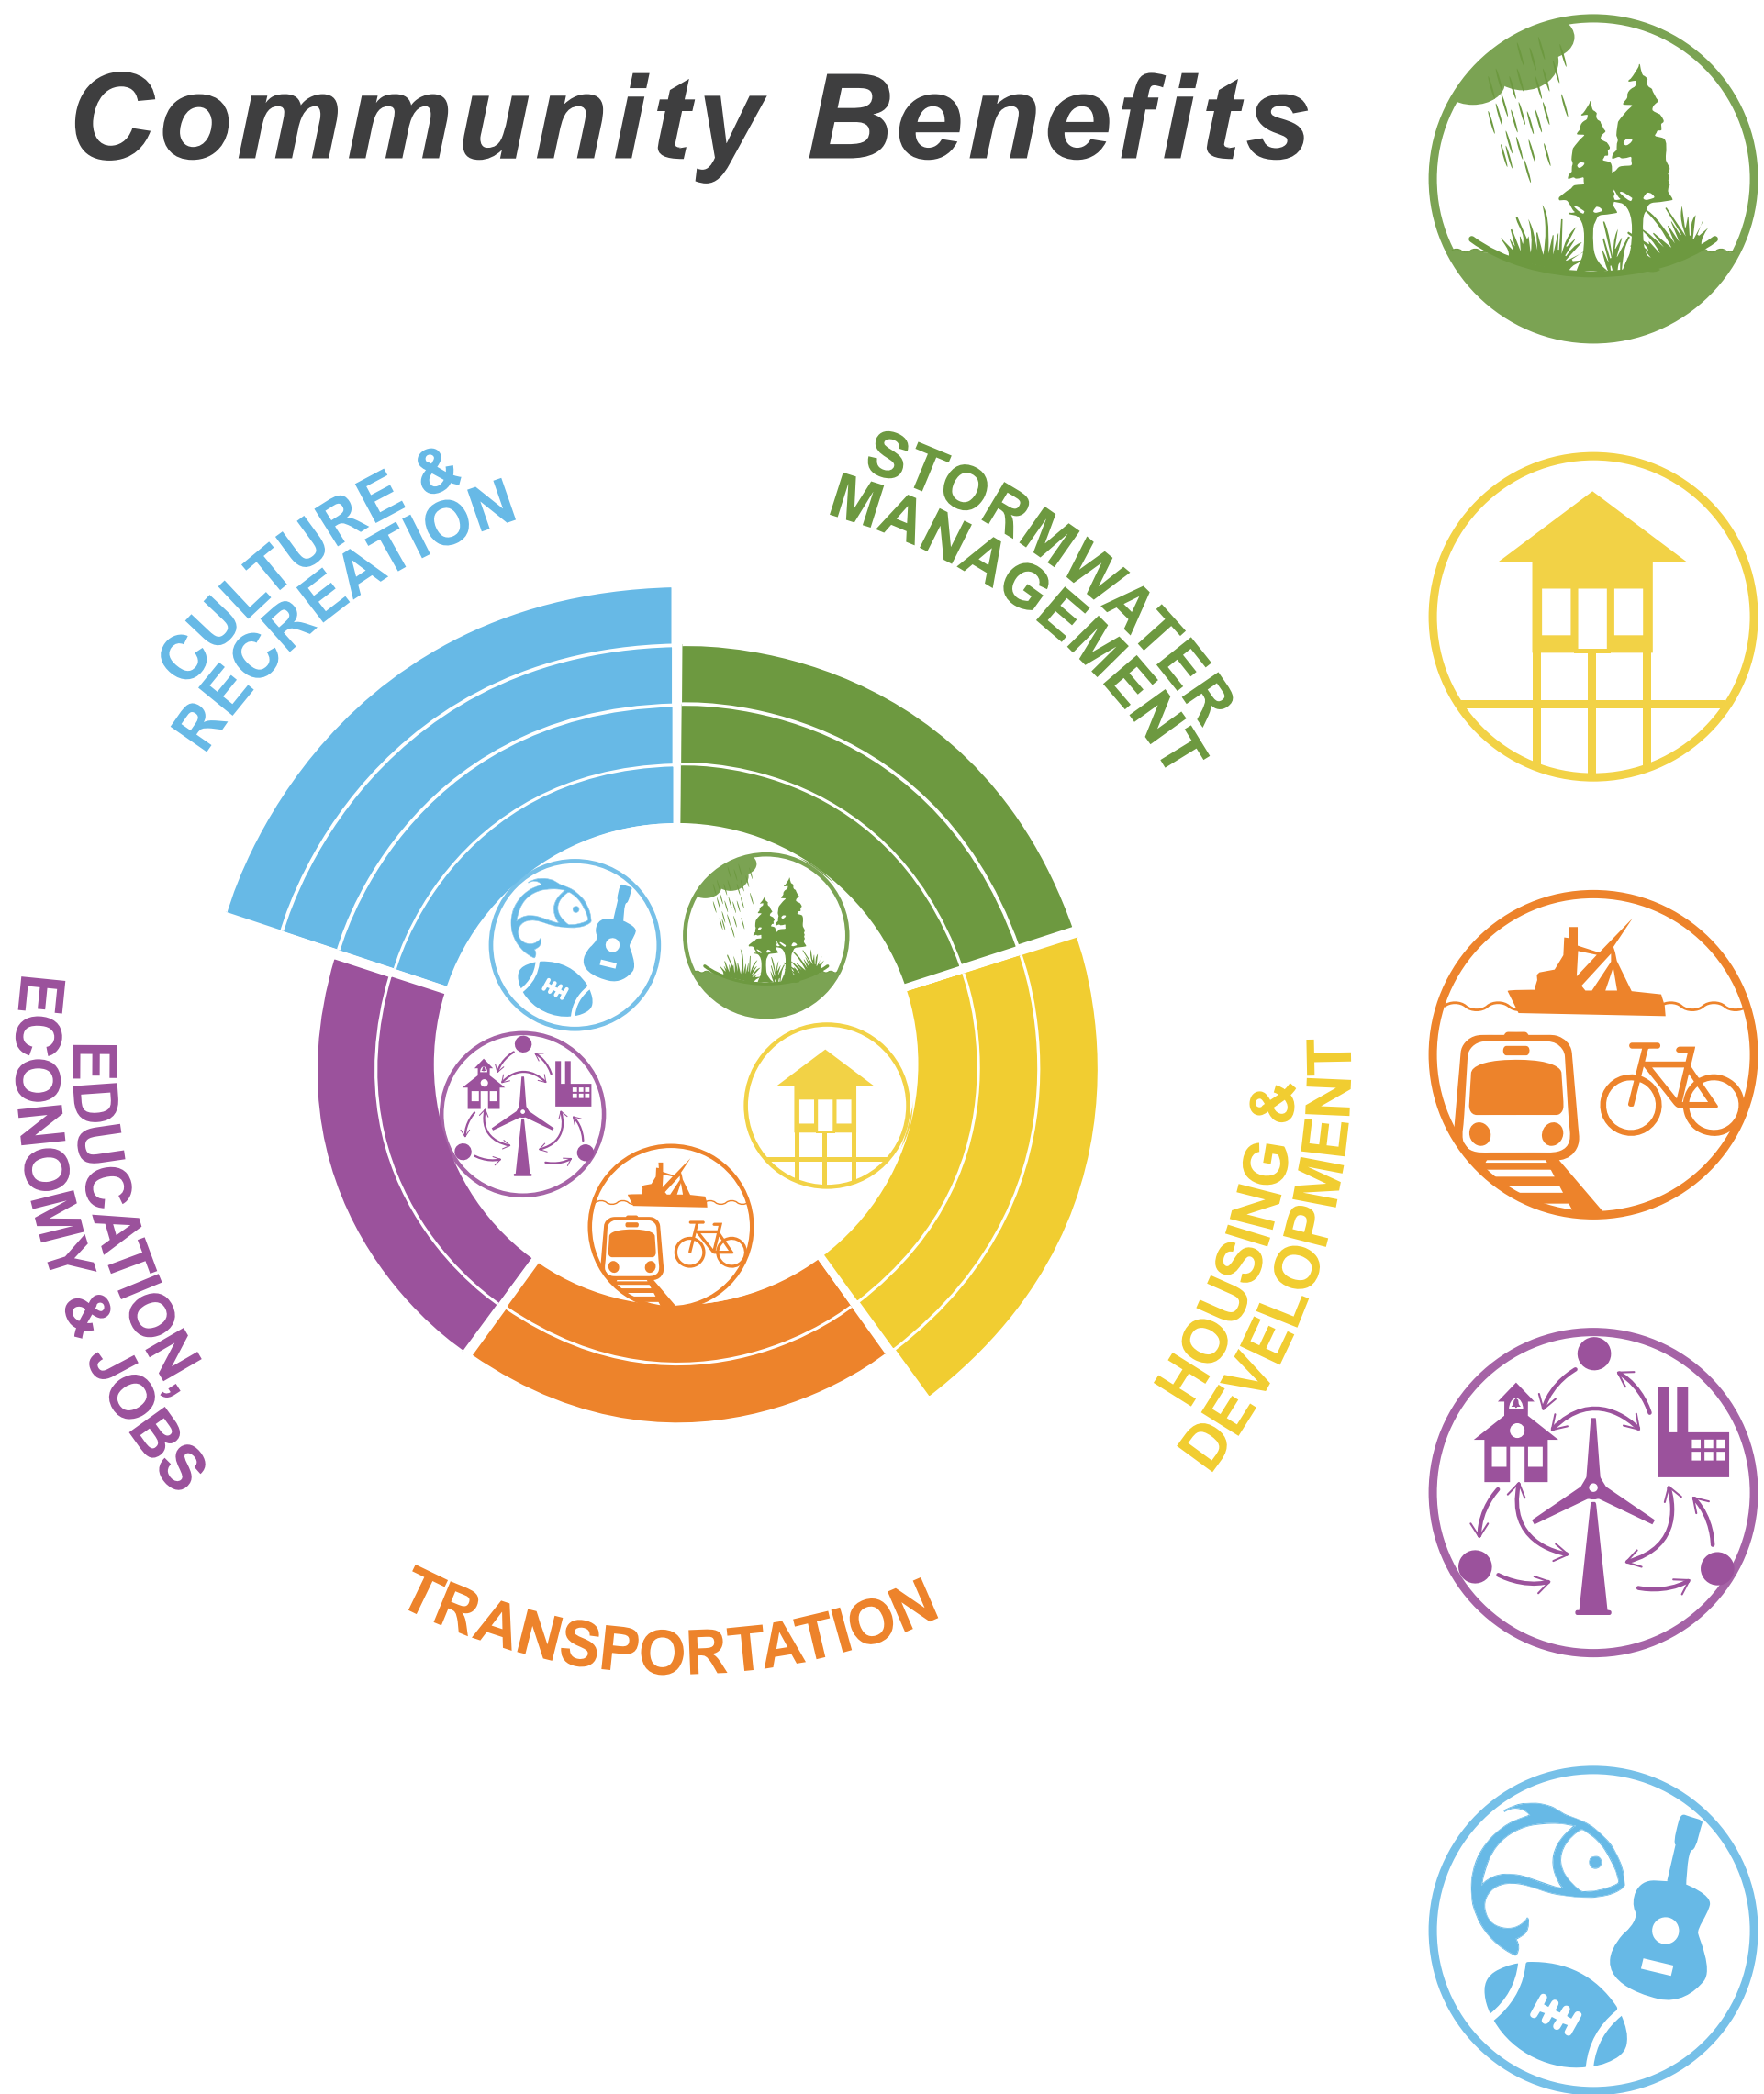 Community Benefits
CULTURE &
RECREATION
STORMWATER
MANAGEMENT
HOUSING &
DEVELOPMENT
TRANSPORTATION
EDUCATION,
ECONOMY & JOBS